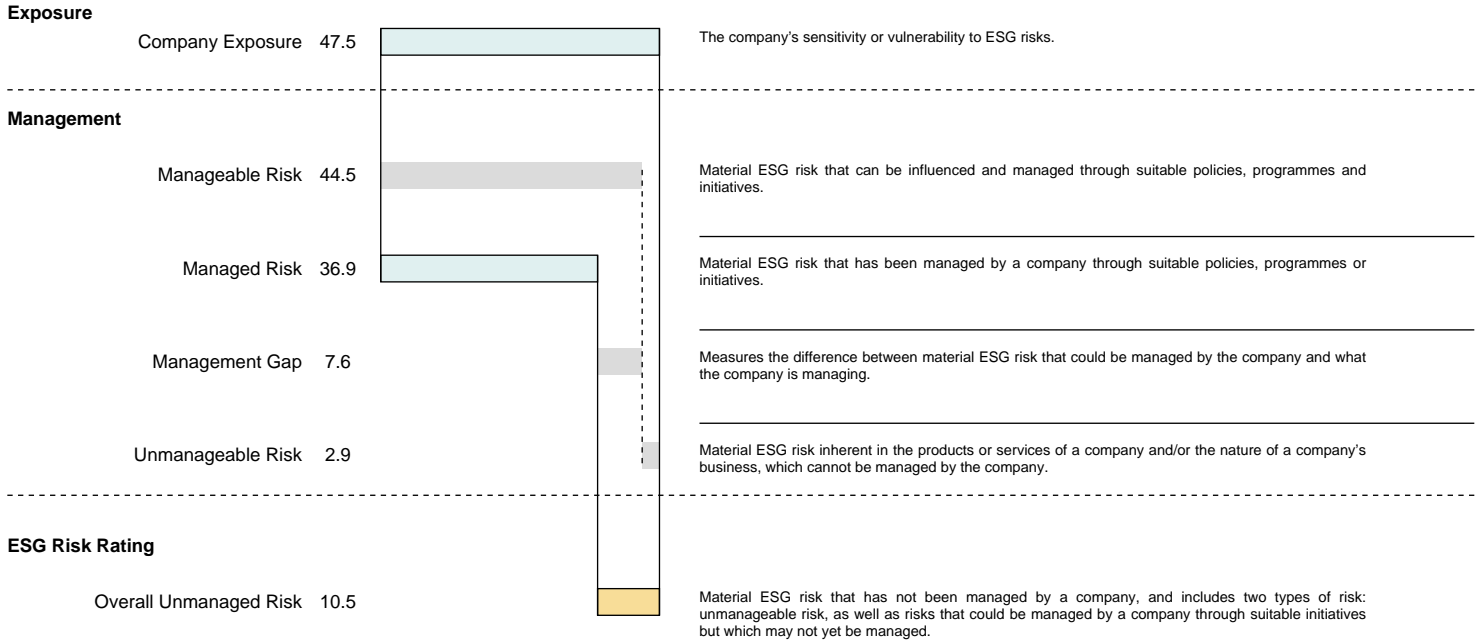 Exposure
Company Exposure 47.5
The company’s sensitivity or vulnerability to ESG risks.
Management
Manageable Risk 44.5
Material ESG risk that can be influenced and managed through suitable policies, programmes and
initiatives.
Managed Risk 36.9
Material ESG risk that has been managed by a company through suitable policies, programmes or
initiatives.
Management Gap 7.6
Measures the difference between material ESG risk that could be managed by the company and what
the company is managing.
Unmanageable Risk 2.9
Material ESG risk inherent in the products or services of a company and/or the nature of a company’s
business, which cannot be managed by the company.
ESG Risk Rating
Overall Unmanaged Risk 10.5
Material ESG risk that has not been managed by a company, and includes two types of risk:
unmanageable risk, as well as risks that could be managed by a company through suitable initiatives
but which may not yet be managed.